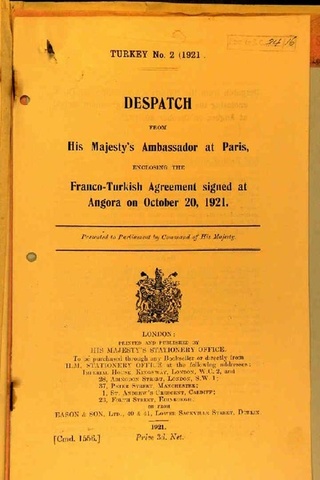 TURKEY No. 2 (1921
DESPATCH
FROM
His Majesty's Ambassador at Paris,
ENCLOSING THE
Franco-Turkish Agreement signed at
Angora on October 20, 1921.
Presented to Parliament by Command of His Majesty.
LONDON:
PRINTED AND PUBLISHED BY
HIS MAJESTY'S STATIONERY OFFICE.
To be purchased through any Bookseller or directly from
H.M. STATIONERY OFFICE at the following addresses:
IMPERIAL HOUSE, KINGSWAY, LONDON, W.C. 2, and
28, ABINGDON STREET, LONDON, S.W. 1;
37, PETER STREET, MANCHESTER;
1, ST. ANDREW'S CRESCENT, CARDIFF;
23, FORTH STREET, EDINBURGH;
OR FROM
EASON & SON, LTD., 40 & 41, LOWER SACKVILLE STREET, DUBLIN.
1921.
[Cmd. 1556.] Price 3d. Net.